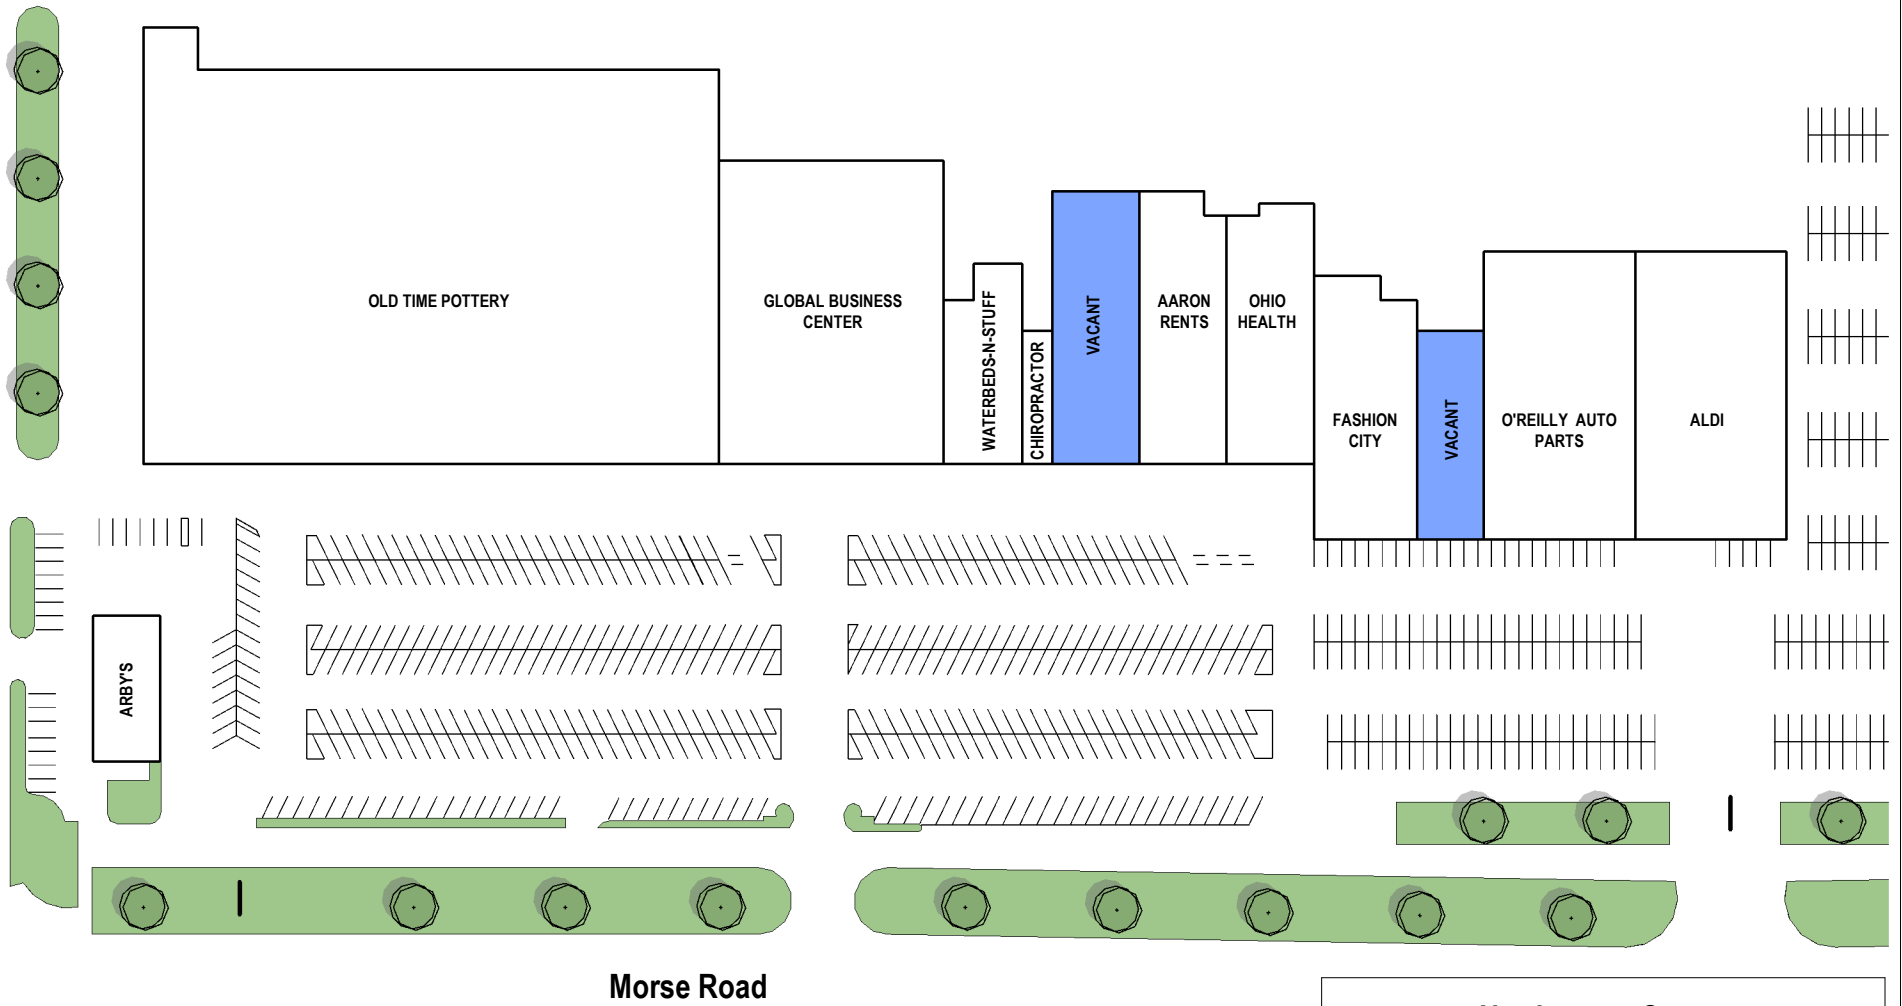 OLD TIME POTTERY
GLOBAL BUSINESS
CENTER
WATERBEDS-N-STUFF
CHIROPRACTOR
VACANT
AARON
RENTS
OHIO
HEALTH
FASHION
CITY
VACANT
O'REILLY AUTO
PARTS
ALDI
ARBY'S
Morse Road